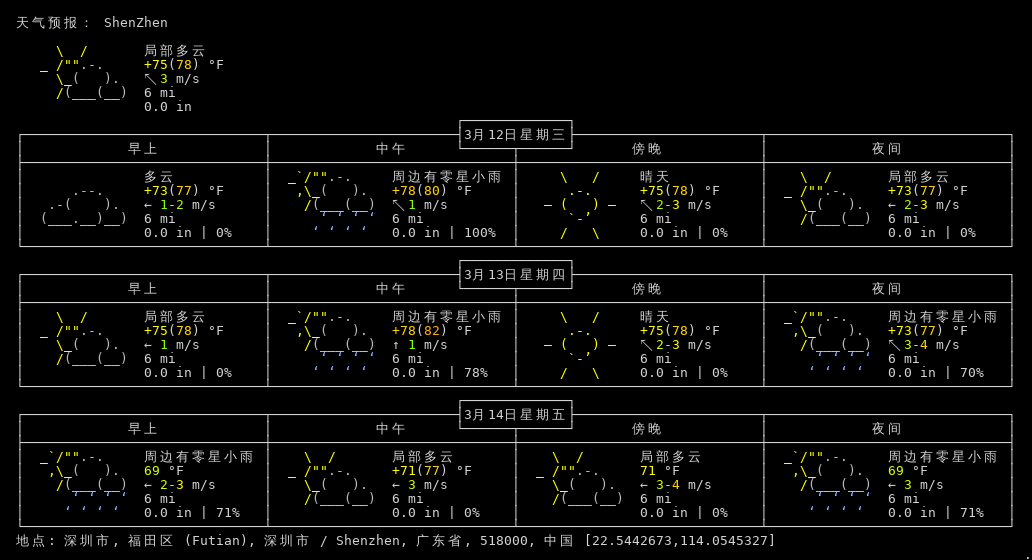 天气预报： ShenZhen
局部多云
+75(78) °F
↖ 3 m/s
6 mi
0.0 in
3月12日星期三
早上 中午 傍晚 夜间
多云 周边有零星小雨 晴天 局部多云
+73(77) °F +78(80) °F +75(78) °F +73(77) °F
← 1-2 m/s ↖ 1 m/s ↖ 2-3 m/s ← 2-3 m/s
6 mi 6 mi 6 mi 6 mi
0.0 in | 0% 0.0 in | 100% 0.0 in | 0% 0.0 in | 0%
3月13日星期四
早上 中午 傍晚 夜间
局部多云 周边有零星小雨 晴天 周边有零星小雨
+75(78) °F +78(82) °F +75(78) °F +73(77) °F
← 1 m/s ↑ 1 m/s ↖ 2-3 m/s ↖ 3-4 m/s
6 mi 6 mi 6 mi 6 mi
0.0 in | 0% 0.0 in | 78% 0.0 in | 0% 0.0 in | 70%
3月14日星期五
早上 中午 傍晚 夜间
周边有零星小雨 局部多云 局部多云 周边有零星小雨
69 °F +71(77) °F 71 °F 69 °F
← 2-3 m/s ← 3 m/s ← 3-4 m/s ← 3 m/s
6 mi 6 mi 6 mi 6 mi
0.0 in | 71% 0.0 in | 0% 0.0 in | 0% 0.0 in | 71%
地点: 深圳市, 福田区 (Futian), 深圳市 / Shenzhen, 广东省, 518000, 中国 [22.5442673,114.0545327]